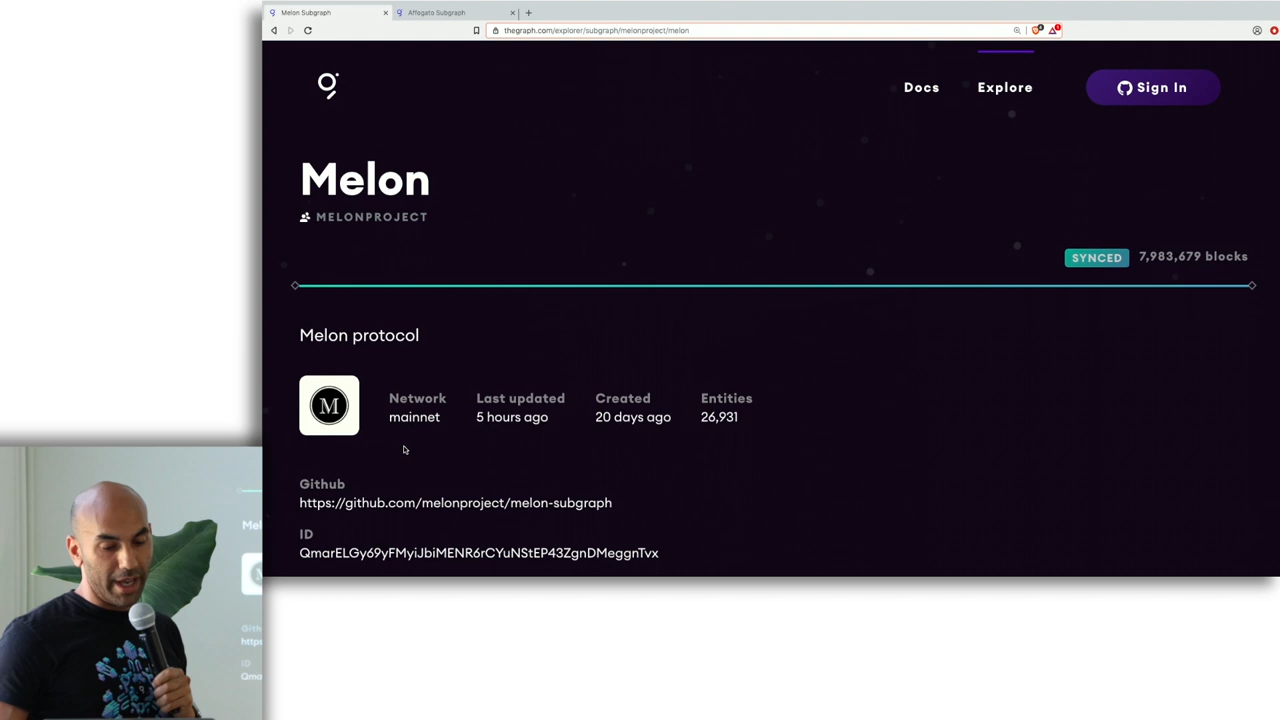 Melon Subgraph
Affogato Subgraph
thegraph.com/explorer/subgraph/melonproject/melon
Docs
Explore
Sign In
Melon
MELONPROJECT
SYNCED
7,983,679 blocks
Melon protocol
M
Network
mainnet
Last updated
5 hours ago
Created
20 days ago
Entities
26,931
Github
https://github.com/melonproject/melon-subgraph
ID
QmarELGy69yFMyiJbiMENR6rCYuNStEP43ZgnDMeggnTvx